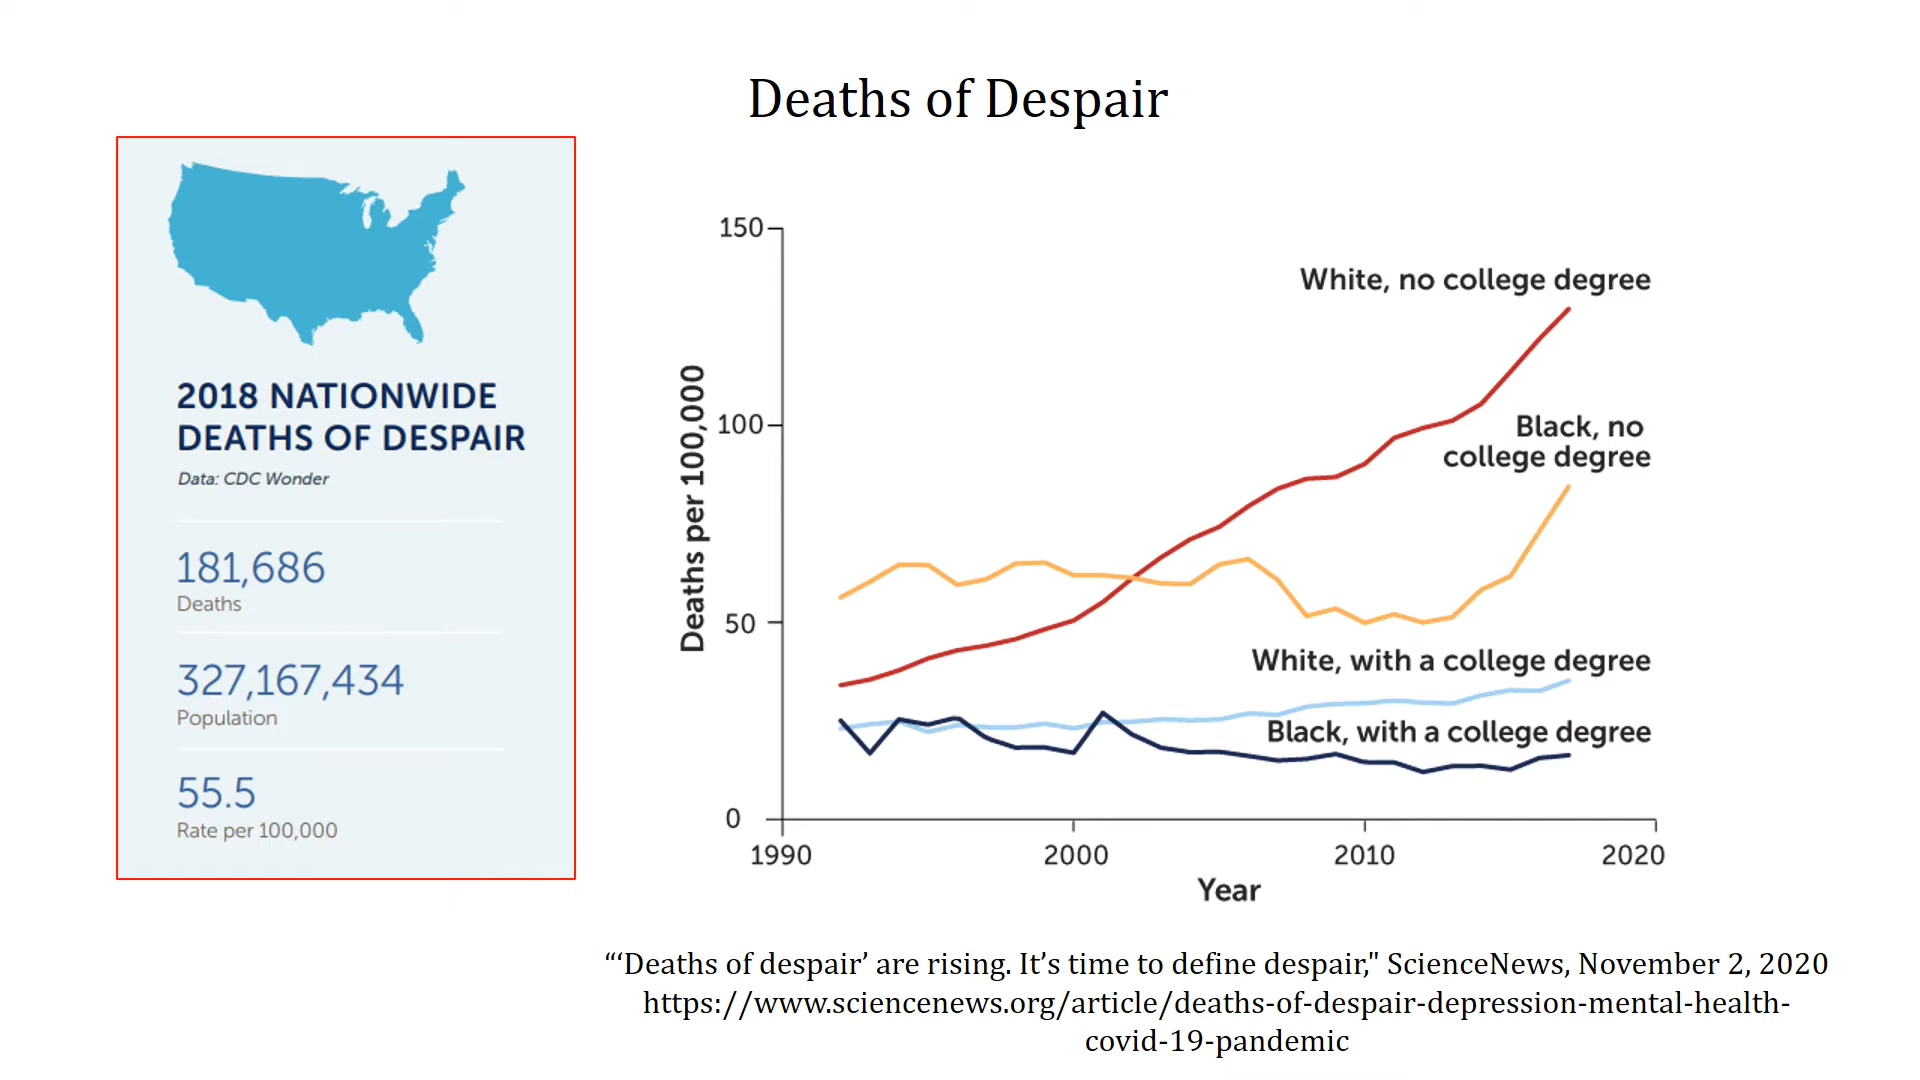 Deaths of Despair
2018 NATIONWIDE
DEATHS OF DESPAIR
Data: CDC Wonder
181,686
Deaths
327,167,434
Population
55.5
Rate per 100,000
150
100
50
0
Deaths per 100,000
White, no college degree
Black, no
college degree
White, with a college degree
Black, with a college degree
1990
2000
2010
2020
Year
“‘Deaths of despair’ are rising. It’s time to define despair," ScienceNews, November 2, 2020
https://www.sciencenews.org/article/deaths-of-despair-depression-mental-health-
covid-19-pandemic